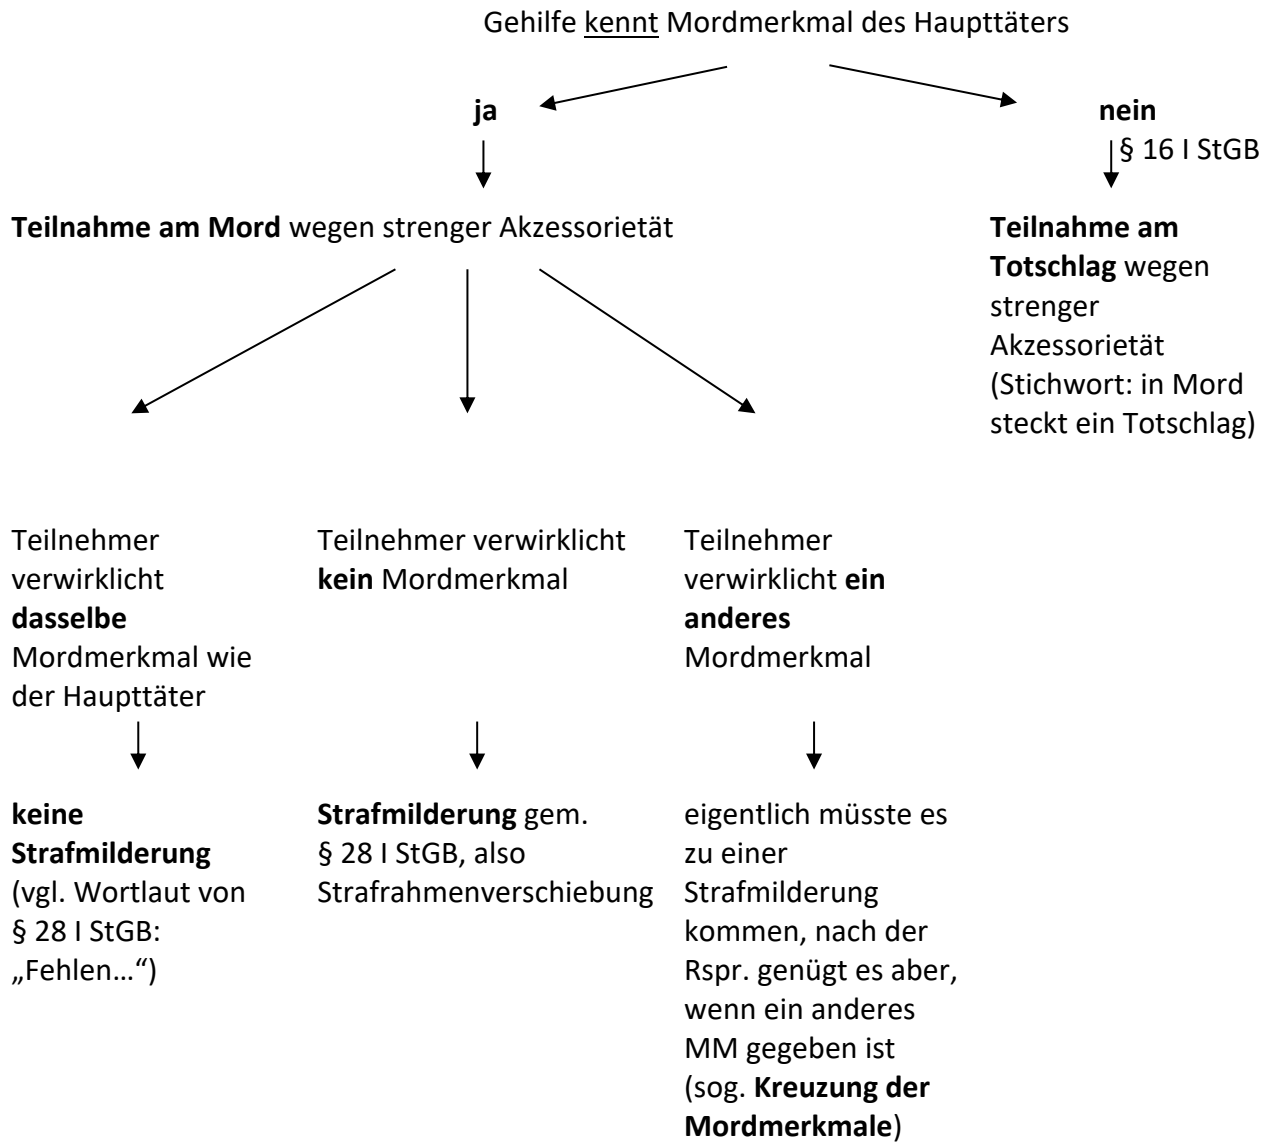 Gehilfe kennt Mordmerkmal des Haupttäters
ja
nein
§ 16 I StGB
Teilnahme am Mord wegen strenger Akzessorietät
Teilnahme am
Totschlag wegen
strenger
Akzessorietät
(Stichwort: in Mord
steckt ein Totschlag)
Teilnehmer
verwirklicht
dasselbe
Mordmerkmal wie
der Haupttäter
Teilnehmer verwirklicht
kein Mordmerkmal
Teilnehmer
verwirklicht ein
anderes
Mordmerkmal
keine
Strafmilderung
(vgl. Wortlaut von
§ 28 I StGB:
„Fehlen…“)
Strafmilderung gem.
§ 28 I StGB, also
Strafrahmenverschiebung
eigentlich müsste es
zu einer
Strafmilderung
kommen, nach der
Rspr. genügt es aber,
wenn ein anderes
MM gegeben ist
(sog. Kreuzung der
Mordmerkmale)